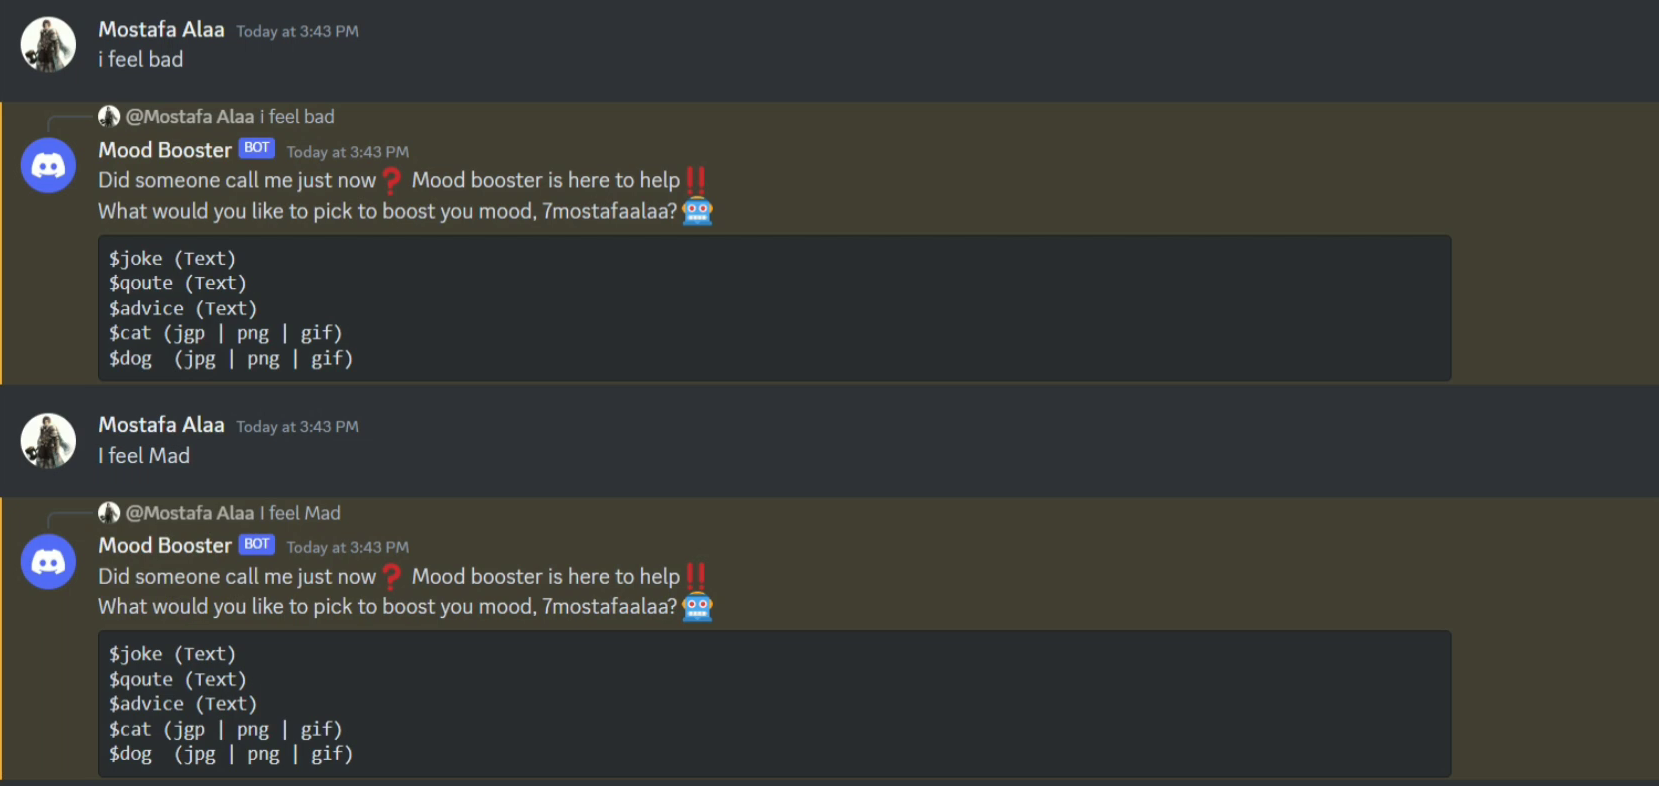 Mostafa Alaa Today at 3:43 PM
i feel bad
@Mostafa Alaa i feel bad
Mood Booster BOT Today at 3:43 PM
Did someone call me just now❓ Mood booster is here to help‼
What would you like to pick to boost you mood, 7mostafaalaa?🤖
$joke (Text)
$qoute (Text)
$advice (Text)
$cat (jgp | png | gif)
$dog  (jpg | png | gif)
Mostafa Alaa Today at 3:43 PM
I feel Mad
@Mostafa Alaa I feel Mad
Mood Booster BOT Today at 3:43 PM
Did someone call me just now❓ Mood booster is here to help‼
What would you like to pick to boost you mood, 7mostafaalaa?🤖
$joke (Text)
$qoute (Text)
$advice (Text)
$cat (jgp | png | gif)
$dog  (jpg | png | gif)